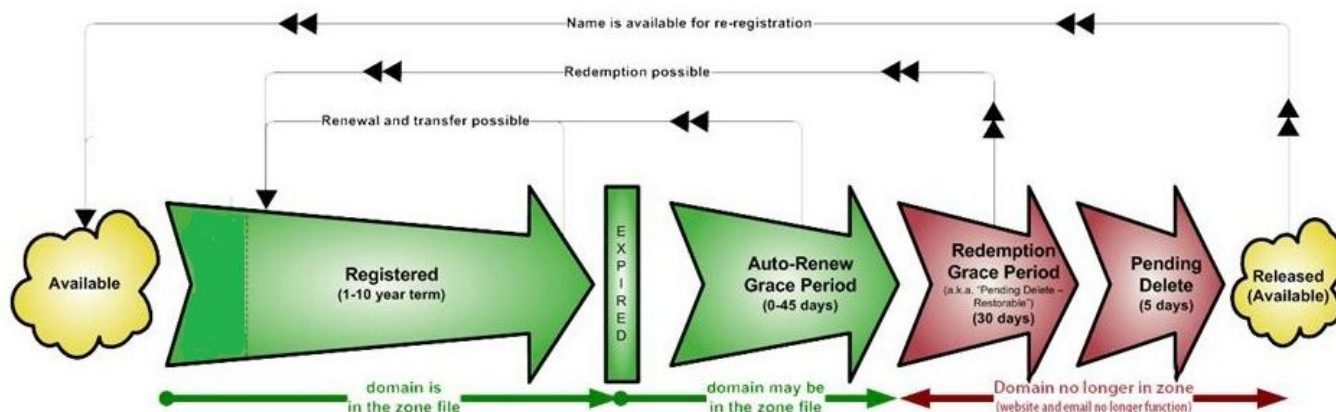 Name is available for re-registration
Redemption possible
Renewal and transfer possible
Available
Registered
(1-10 year term)
EXPIRED
Auto-Renew
Grace Period
(0-45 days)
Redemption
Grace Period
(a.k.a. "Pending Delete –
Restorable")
(30 days)
Pending
Delete
(5 days)
Released
(Available)
domain is
in the zone file
domain may be
in the zone file
Domain no longer in zone
(website and email no longer function)